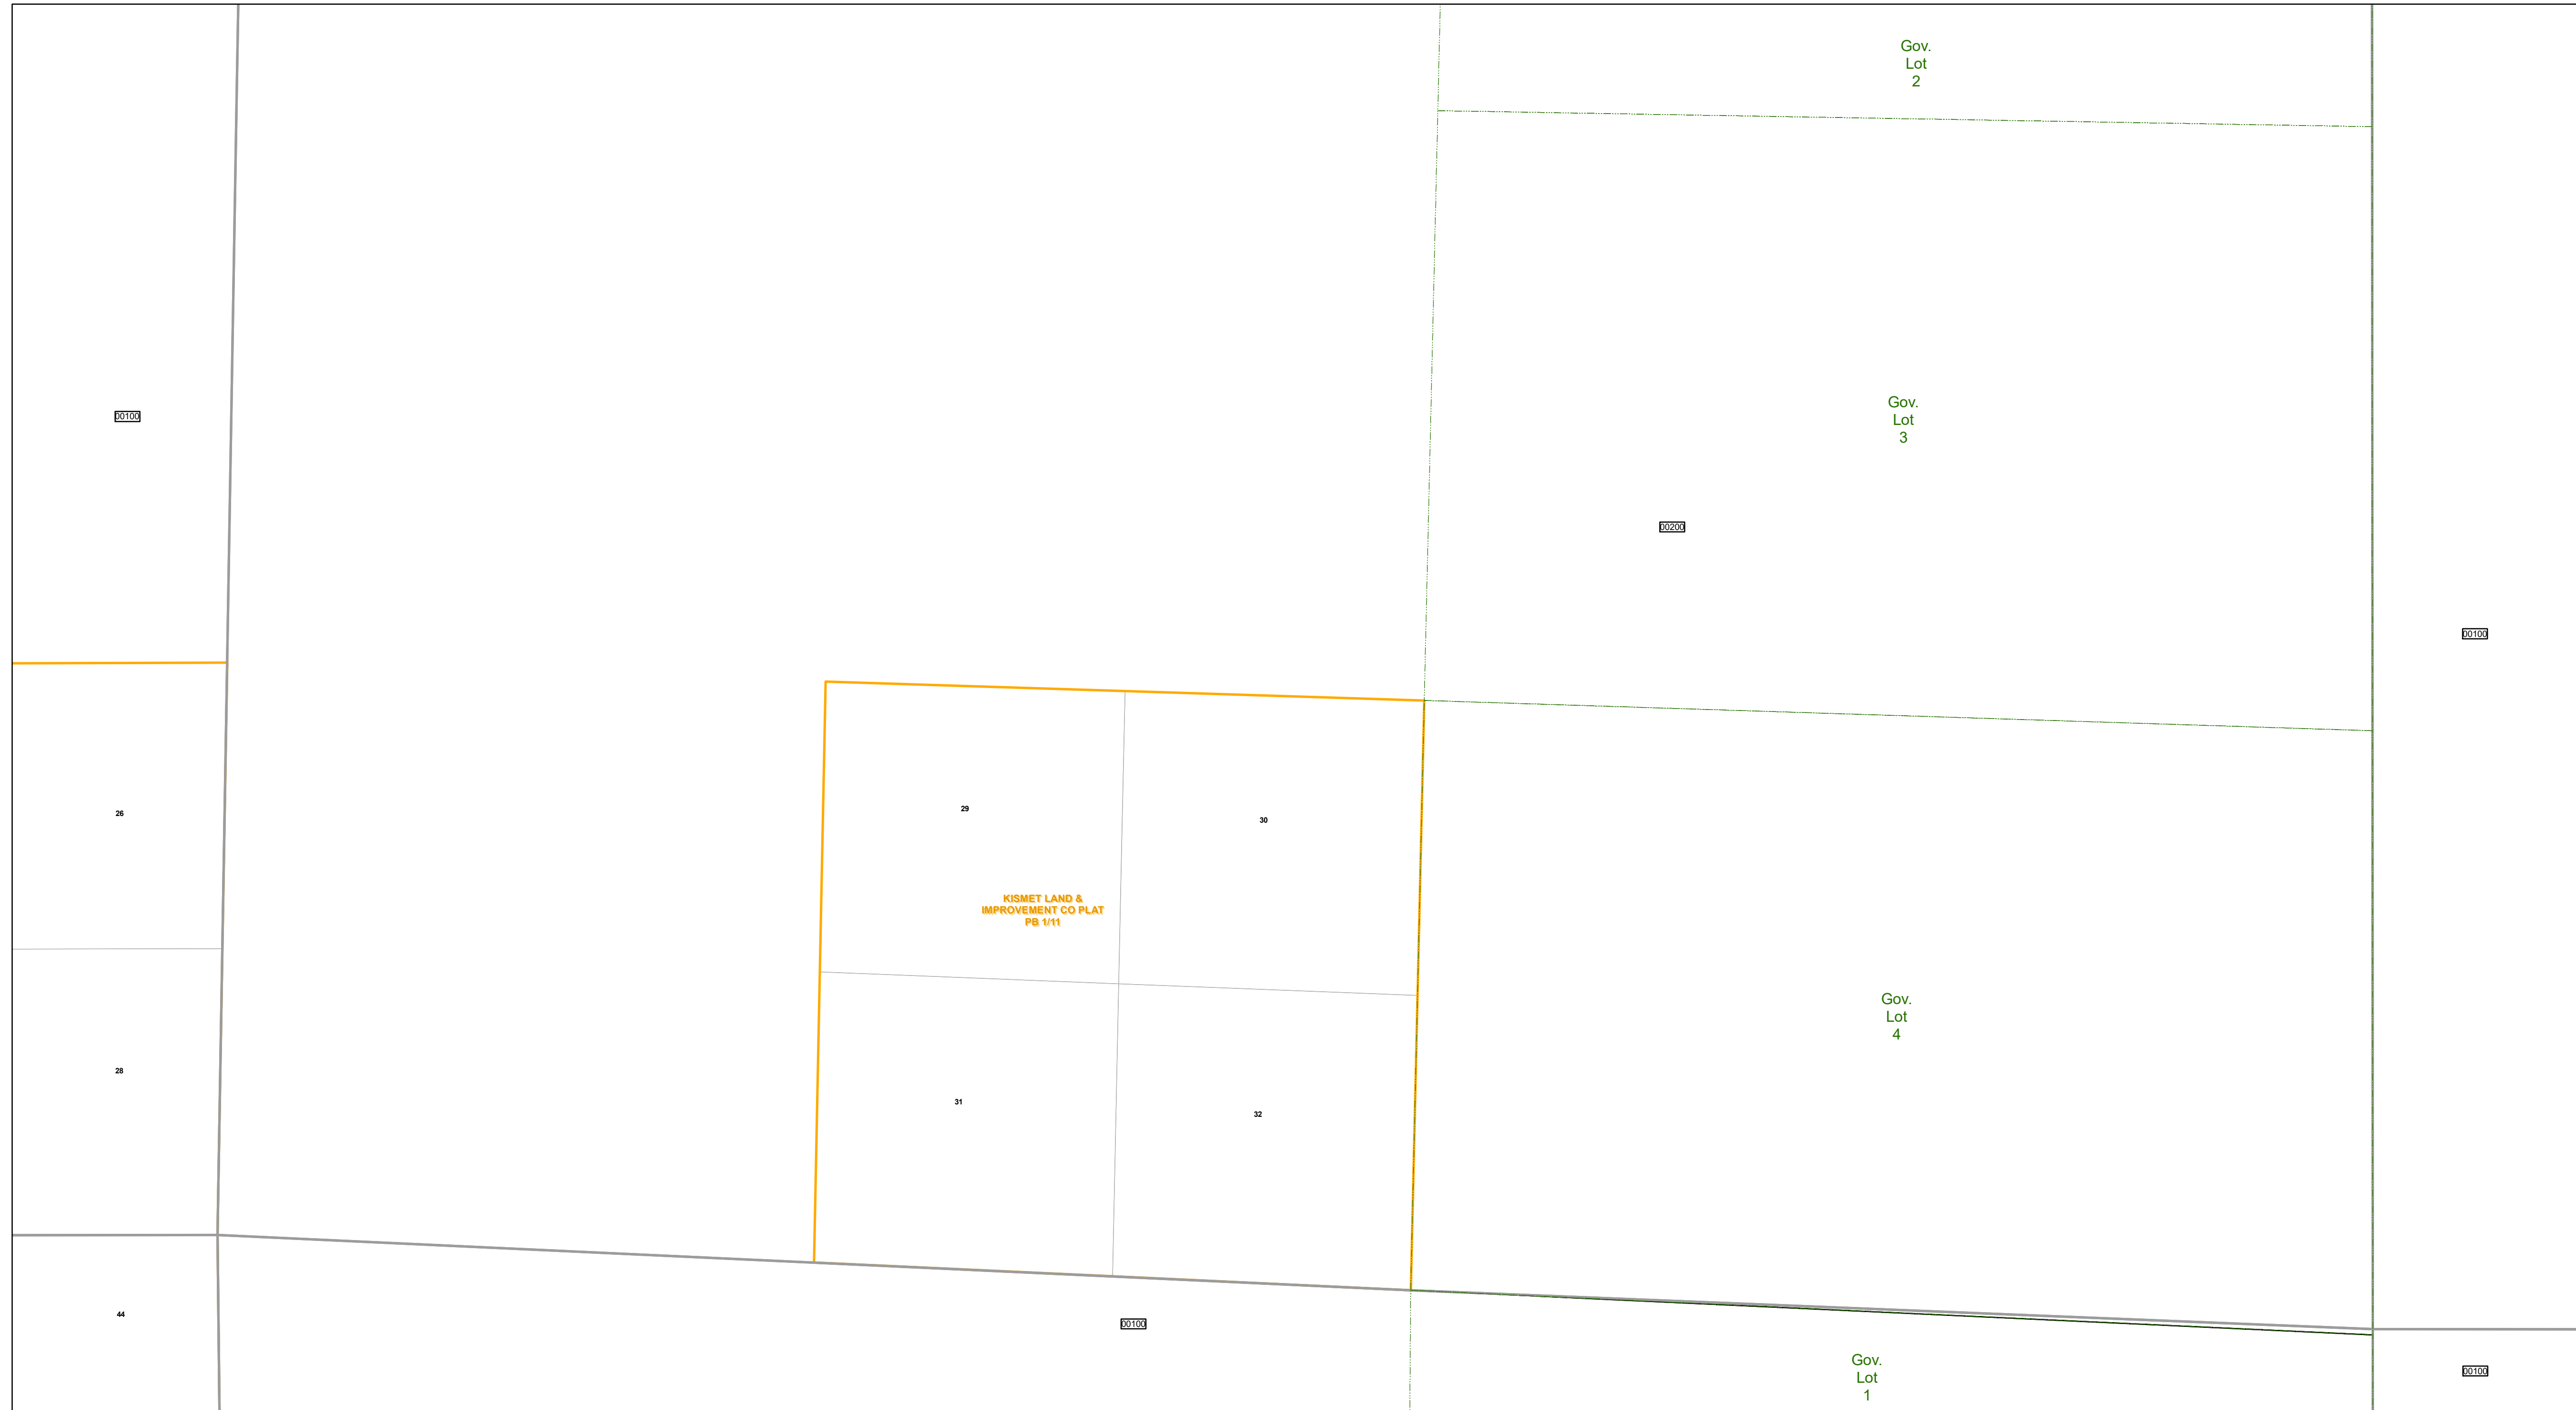 Gov.
Lot
2
00100
Gov.
Lot
3
00200
00100
26
29
30
KISMET LAND &
IMPROVEMENT CO PLAT
PB 1/11
Gov.
Lot
4
28
31
32
44
00100
Gov.
Lot
1
00100